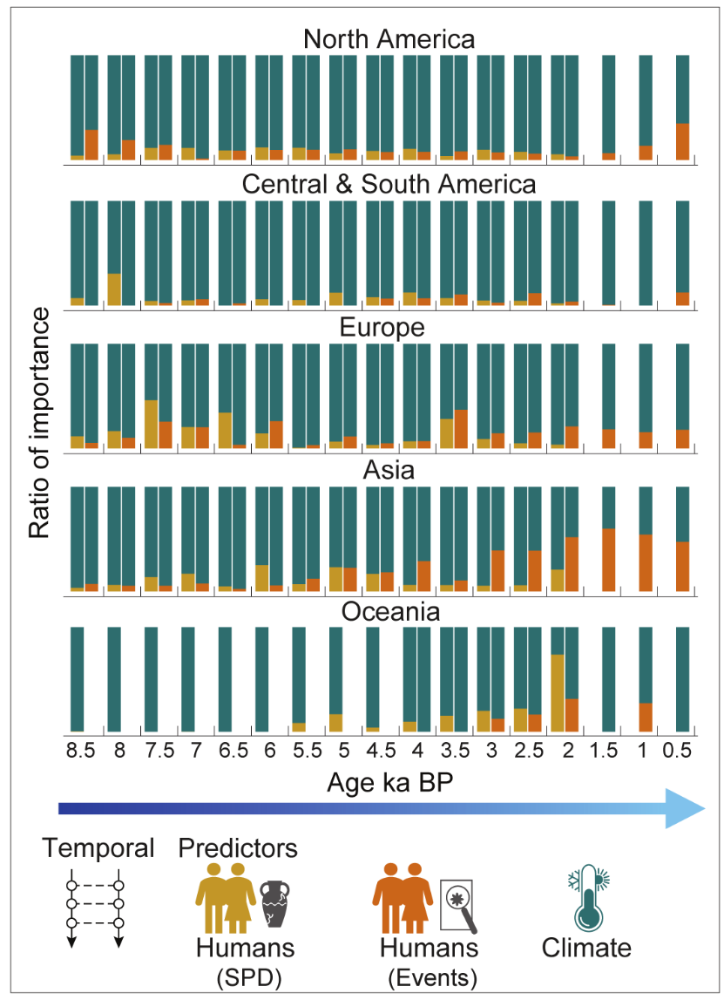 North America
Central & South America
Europe
Asia
Oceania
Ratio of importance
8.5 8 7.5 7 6.5 6 5.5 5 4.5 4 3.5 3 2.5 2 1.5 1 0.5
Age ka BP
Temporal
Predictors
Humans
(SPD)
Humans
(Events)
Climate